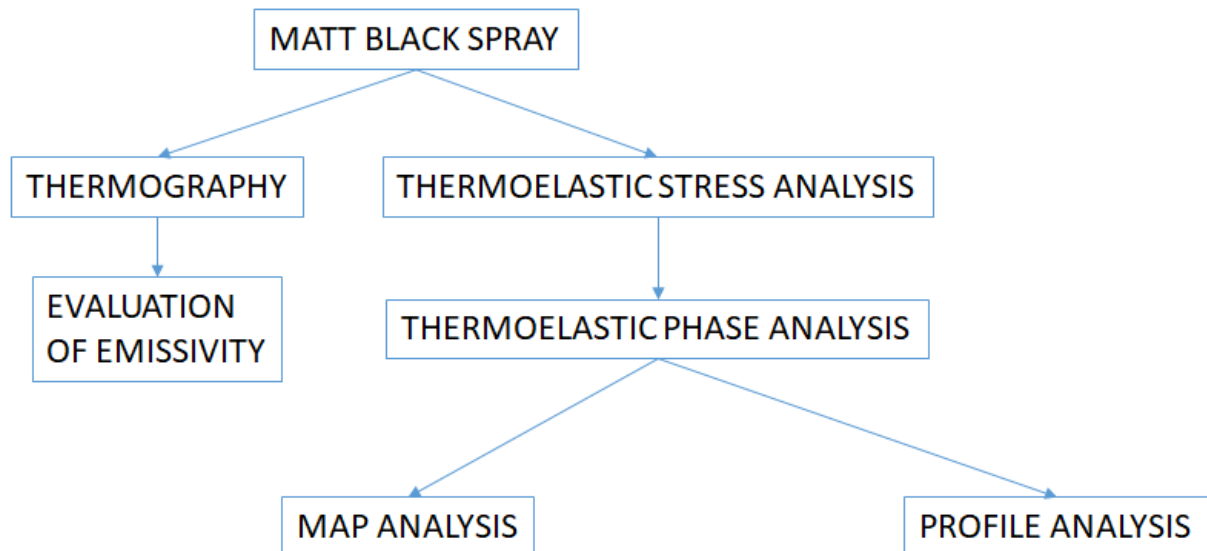 MATT BLACK SPRAY
THERMOGRAPHY
THERMOELASTIC STRESS ANALYSIS
EVALUATION
OF EMISSIVITY
THERMOELASTIC PHASE ANALYSIS
MAP ANALYSIS
PROFILE ANALYSIS